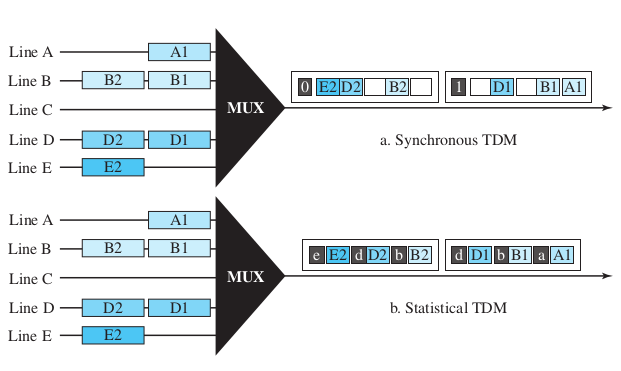 Line A A1
Line B B2 B1
Line C
Line D D2 D1
Line E E2
MUX
0 E2 D2 B2 1 D1 B1 A1
a. Synchronous TDM
Line A A1
Line B B2 B1
Line C
Line D D2 D1
Line E E2
MUX
e E2 d D2 b B2 d D1 b B1 a A1
b. Statistical TDM